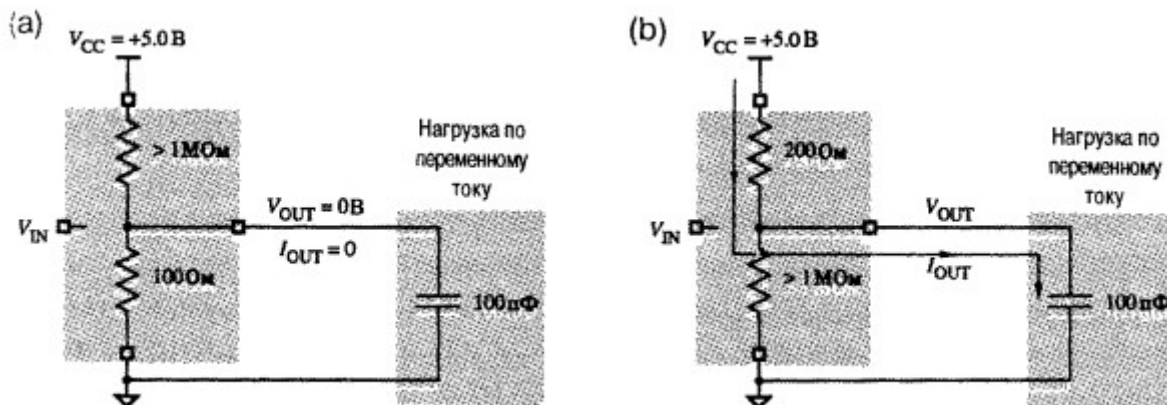 (a)
V_CC = +5.0 В
> 1МОм
Нагрузка по
переменному
току
V_IN
V_OUT = 0В
I_OUT = 0
100Ом
100пФ
(b)
V_CC = +5.0 В
200Ом
Нагрузка по
переменному
току
V_IN
V_OUT
I_OUT
> 1МОм
100пФ